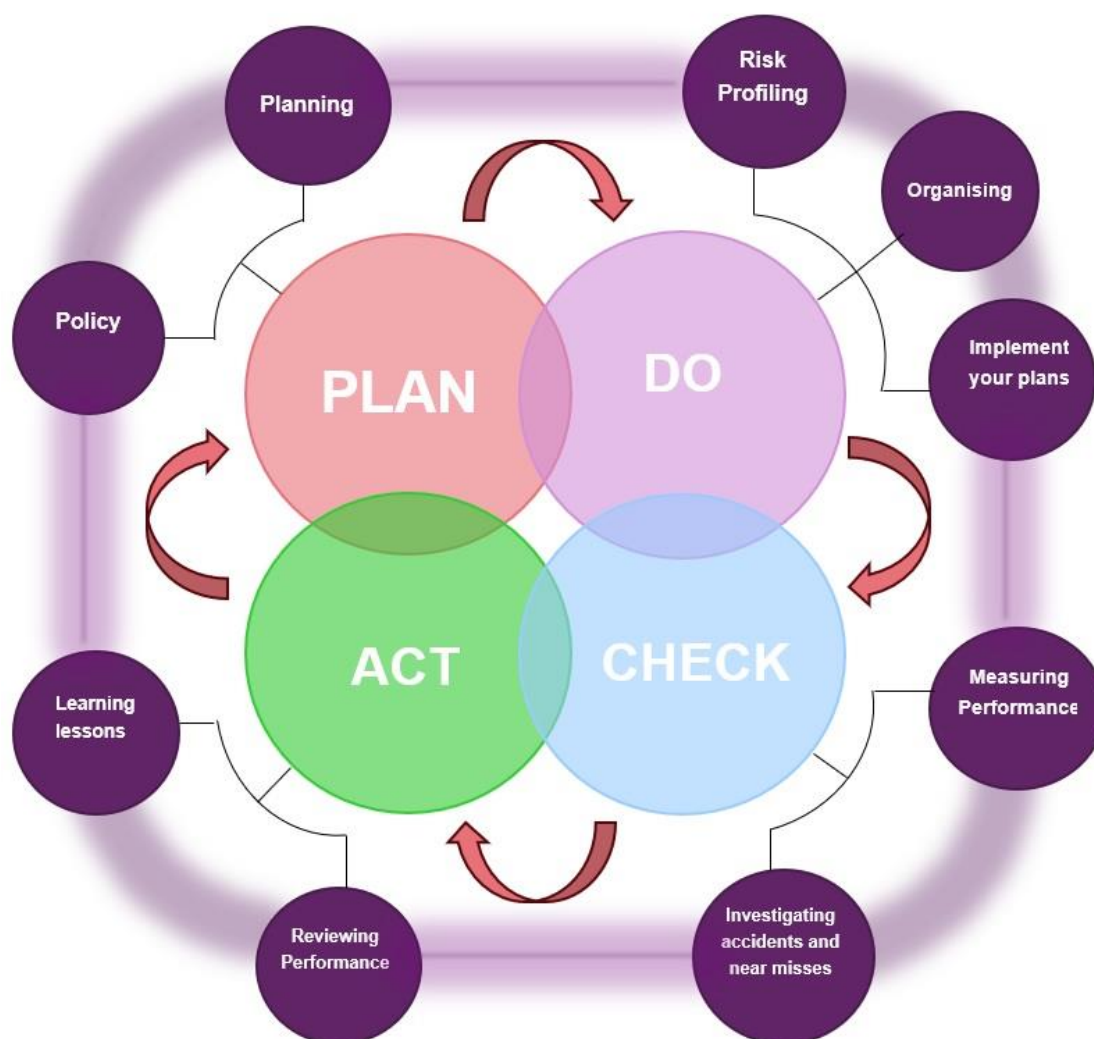 Planning
Risk
Profiling
Organising
Policy
Implement
your plans
PLAN
DO
ACT
CHECK
Learning
lessons
Measuring
Performance
Reviewing
Performance
Investigating
accidents and
near misses